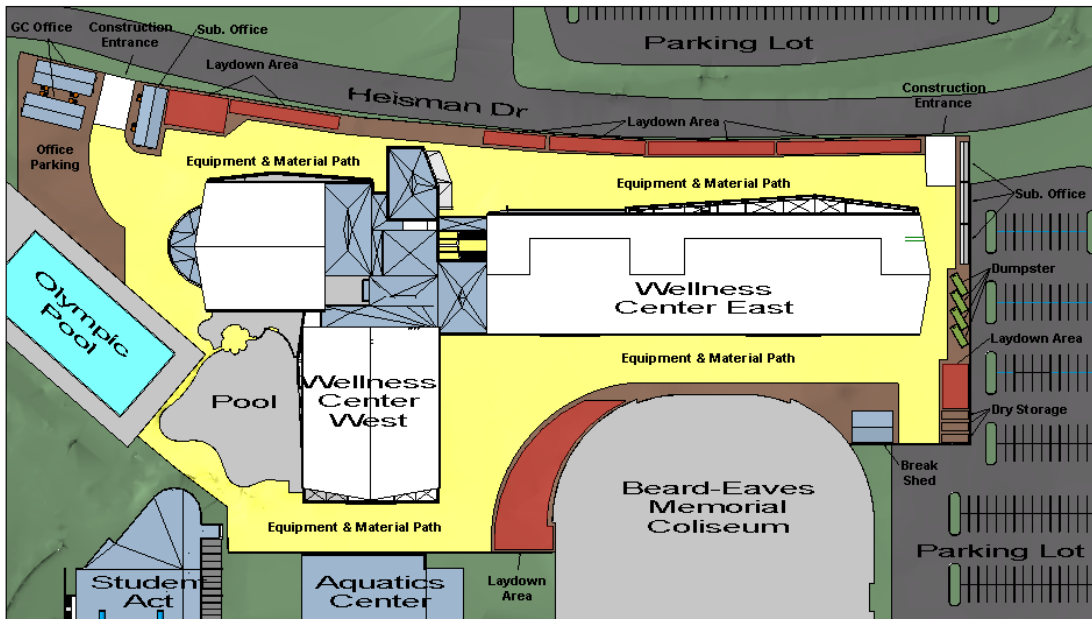 GC Office
Construction
Entrance
Sub. Office
Laydown Area
Parking Lot
Heisman Dr
Construction
Entrance
Laydown Area
Office
Parking
Equipment & Material Path
Equipment & Material Path
Sub. Office
Olympic
Pool
Wellness
Center East
Dumpster
Equipment & Material Path
Laydown Area
Wellness
Center
West
Pool
Dry Storage
Break
Shed
Beard-Eaves
Memorial
Coliseum
Equipment & Material Path
Parking Lot
Laydown
Area
Student
Act
Aquatics
Center